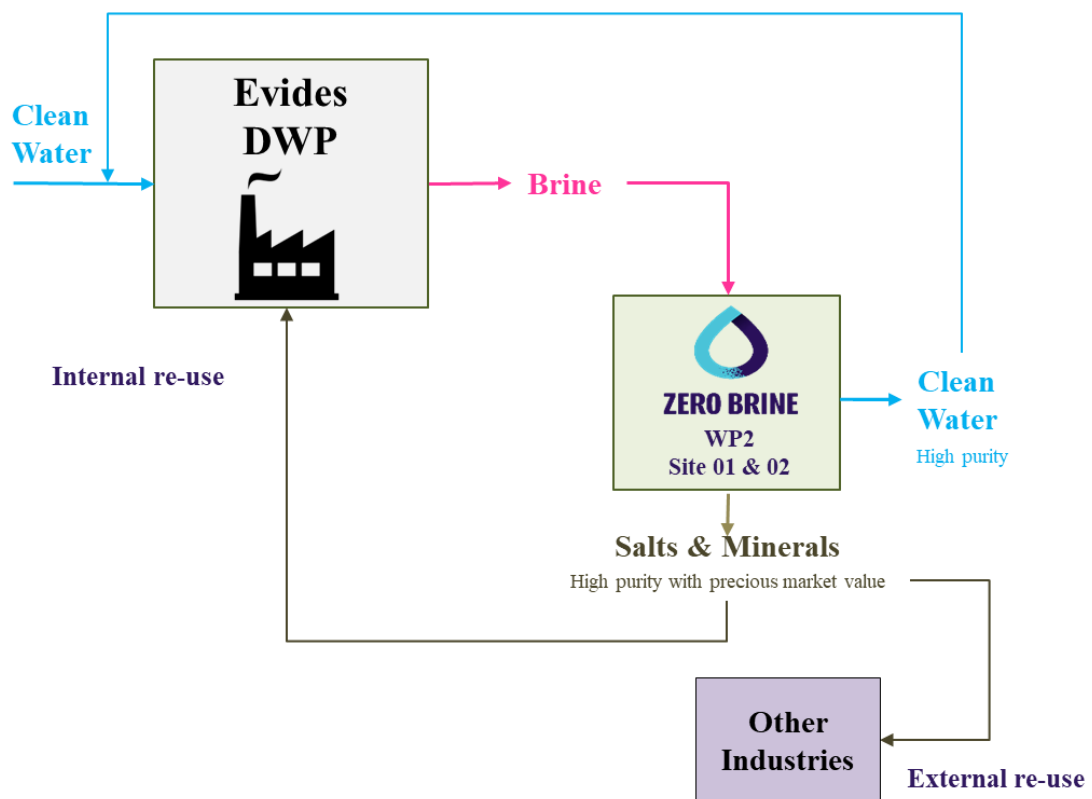 Evides
DWP
Clean
Water
Brine
Internal re-use
ZERO BRINE
WP2
Site 01 & 02
Clean
Water
High purity
Salts & Minerals
High purity with precious market value
Other
Industries
External re-use